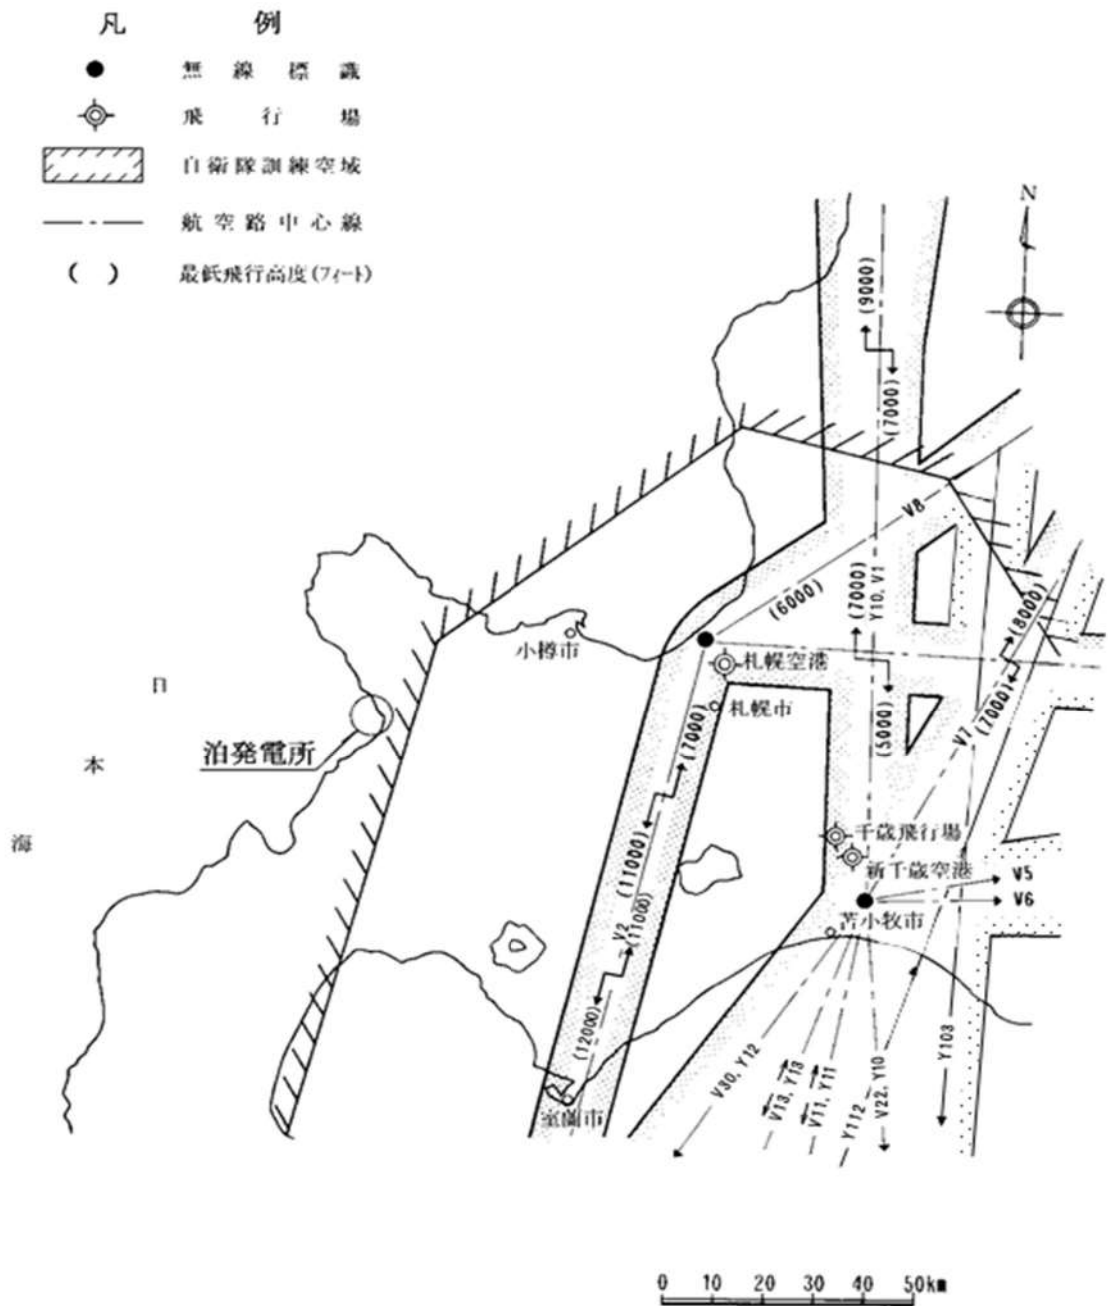 凡 例
無線標識
飛行場
自衛隊訓練空域
航空路中心線
( ) 最低飛行高度(フィート)
N
(9000)
(7000)
V8
(6000)
(7000)
Y10, V1
(5000)
(8000)
(7000)
V7
小樽市
札幌空港
札幌市
日本海
泊発電所
(7000)
(11000)
V2
(11000)
(12000)
千歳飛行場
新千歳空港
V5
V6
苫小牧市
室蘭市
V30, Y12
V13, Y13
V11, Y11
Y112
V22, Y10
Y103
0 10 20 30 40 50km